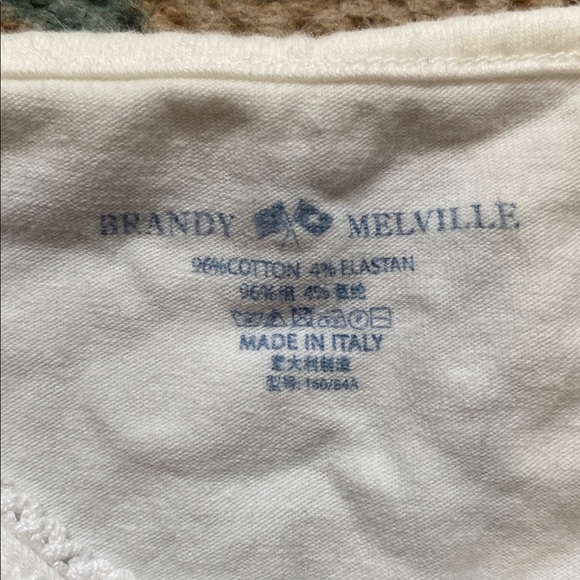 BRANDY MELVILLE
96%COTTON 4% ELASTAN
96%棉 4% 氨纶
MADE IN ITALY
意大利制造
型号: 160/84A